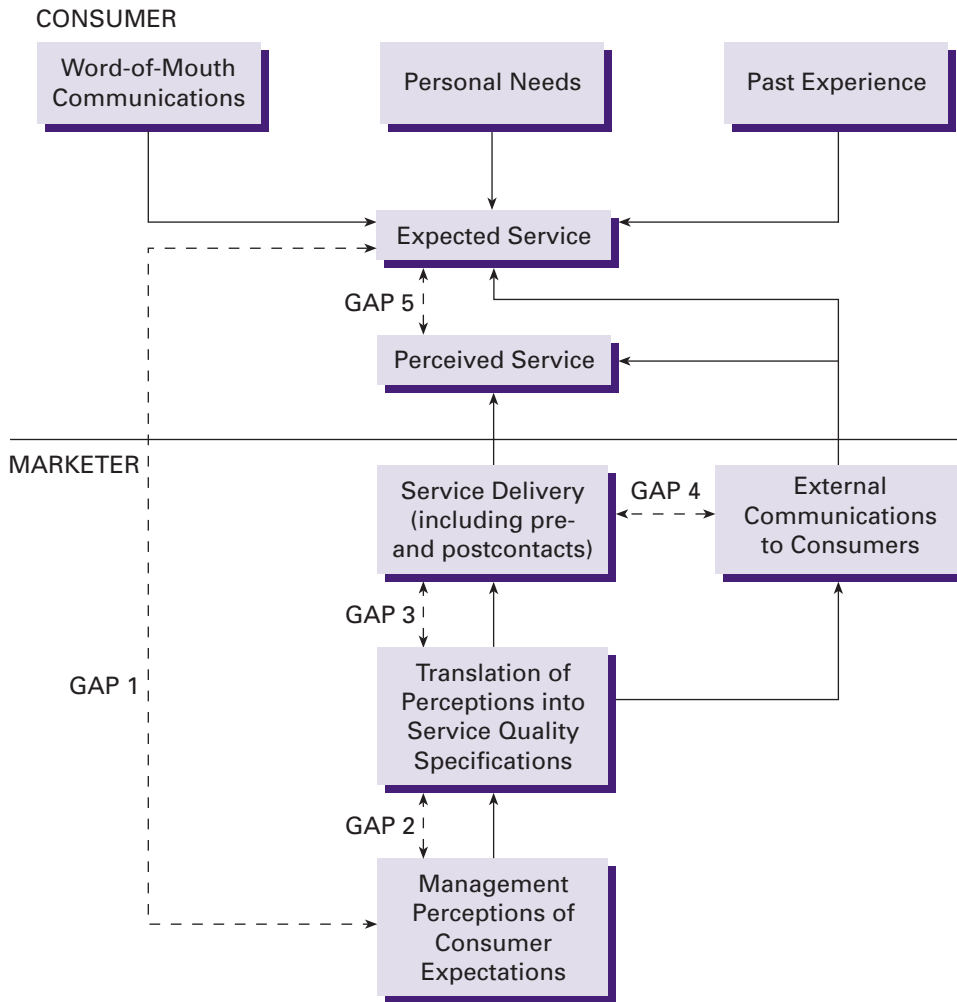 CONSUMER
Word-of-Mouth
Communications
Personal Needs
Past Experience
Expected Service
GAP 5
Perceived Service
MARKETER
Service Delivery
(including pre-
and postcontacts)
GAP 4
External
Communications
to Consumers
GAP 3
GAP 1
Translation of
Perceptions into
Service Quality
Specifications
GAP 2
Management
Perceptions of
Consumer
Expectations